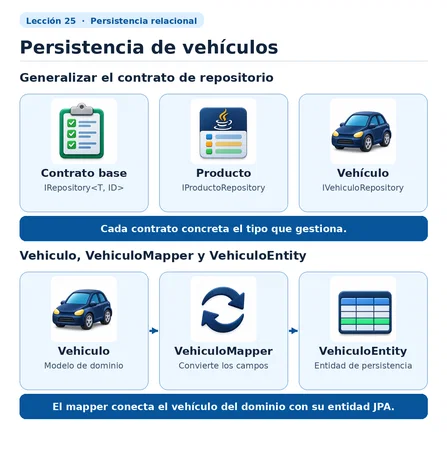 Lección 25 · Persistencia relacional
Persistencia de vehículos
Generalizar el contrato de repositorio
Contrato base
IRepository<T, ID>
Producto
IProductoRepository
Vehículo
IVehiculoRepository
Cada contrato concreta el tipo que gestiona.
Vehiculo, VehiculoMapper y VehiculoEntity
Vehiculo
Modelo de dominio
VehiculoMapper
Convierte los campos
VehiculoEntity
Entidad de persistencia
El mapper conecta el vehículo del dominio con su entidad JPA.